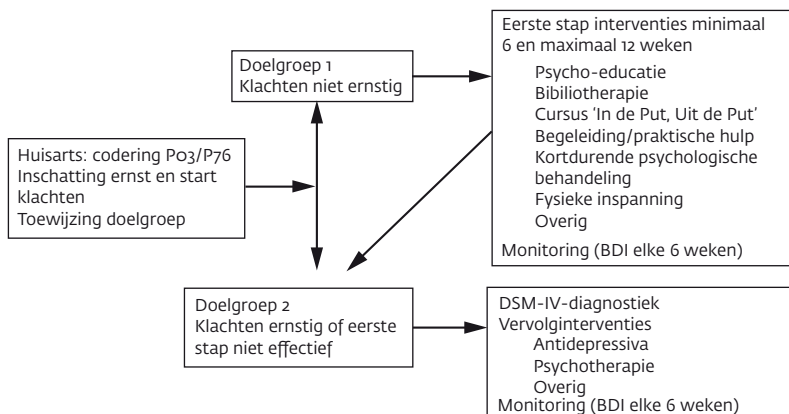 Doelgroep 1
Klachten niet ernstig
Huisarts: codering P03/P76
Inschatting ernst en start
klachten
Toewijzing doelgroep
Eerste stap interventies minimaal
6 en maximaal 12 weken
Psycho-educatie
Bibiliotherapie
Cursus ‘In de Put, Uit de Put’
Begeleiding/praktische hulp
Kortdurende psychologische
behandeling
Fysieke inspanning
Overig
Monitoring (BDI elke 6 weken)
Doelgroep 2
Klachten ernstig of eerste
stap niet effectief
DSM-IV-diagnostiek
Vervolginterventies
Antidepressiva
Psychotherapie
Overig
Monitoring (BDI elke 6 weken)